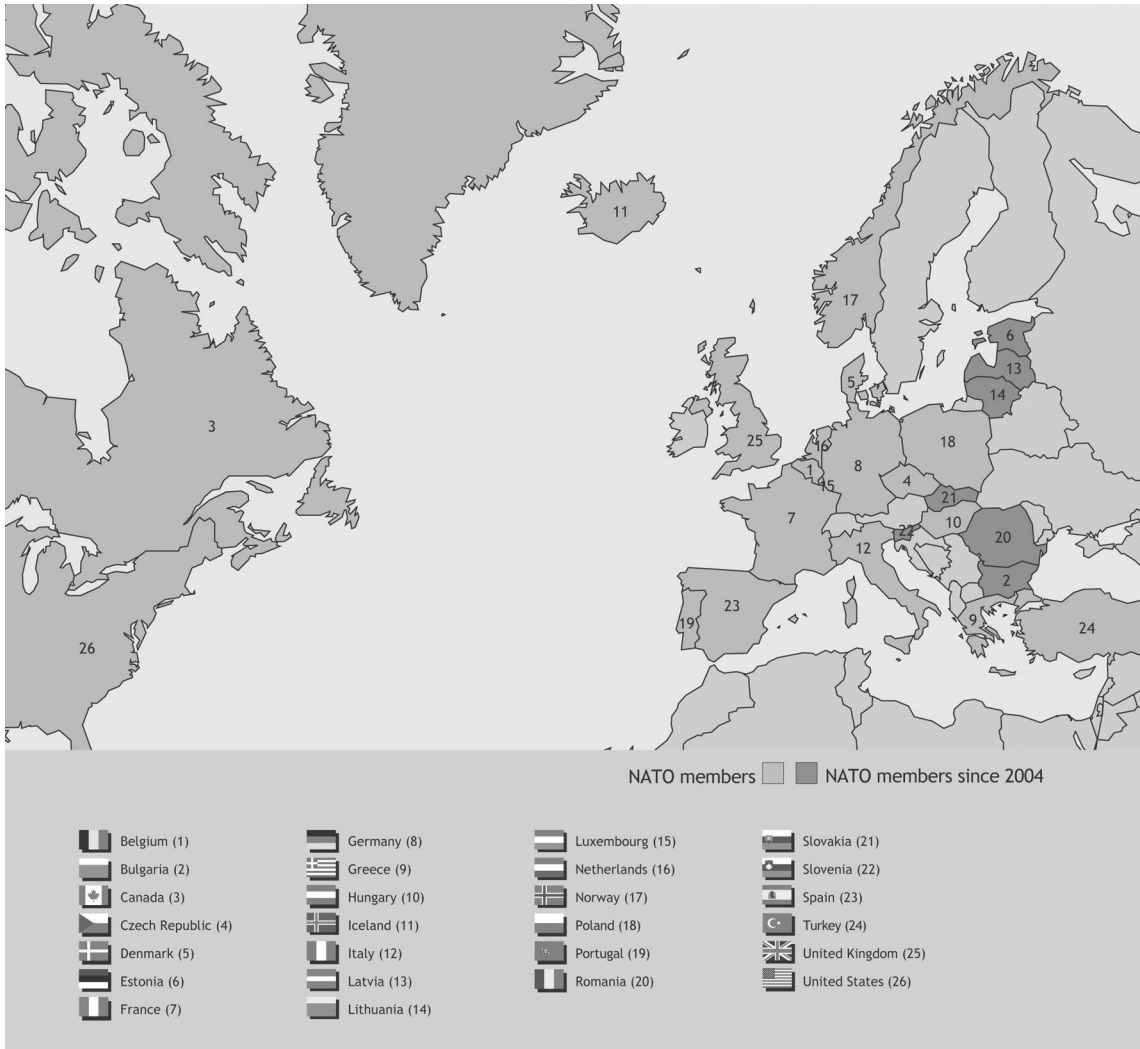 11
17
6
13
14
5
3
25
16
18
8
1
4
15
21
7
22
10
20
12
2
23
19
9
26
24
NATO members
NATO members since 2004
Belgium (1)
Bulgaria (2)
Canada (3)
Czech Republic (4)
Denmark (5)
Estonia (6)
France (7)
Germany (8)
Greece (9)
Hungary (10)
Iceland (11)
Italy (12)
Latvia (13)
Lithuania (14)
Luxembourg (15)
Netherlands (16)
Norway (17)
Poland (18)
Portugal (19)
Romania (20)
Slovakia (21)
Slovenia (22)
Spain (23)
Turkey (24)
United Kingdom (25)
United States (26)